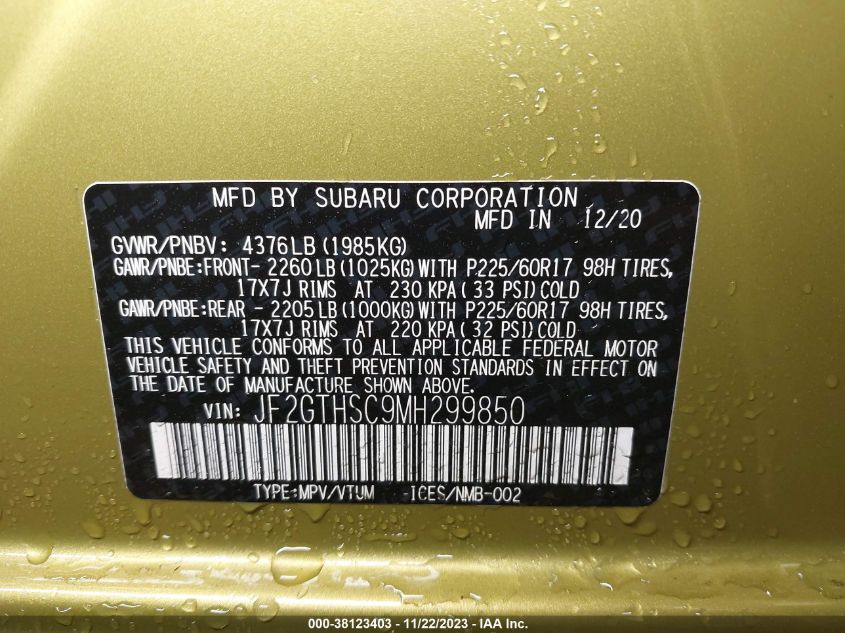 MFD BY SUBARU CORPORATION
MFD IN 12/20
GVWR/PNBV: 4376LB (1985KG)
GAWR/PNBE:FRONT- 2260LB (1025KG) WITH P225/60R17 98H TIRES,
17X7J RIMS AT 230 KPA( 33 PSI) COLD
GAWR/PNBE:REAR - 2205LB (1000KG) WITH P225/60R17 98H TIRES,
17X7J RIMS AT 220 KPA( 32 PSI) COLD
THIS VEHICLE CONFORMS TO ALL APPLICABLE FEDERAL MOTOR
VEHICLE SAFETY AND THEFT PREVENTION STANDARDS IN EFFECT ON
THE DATE OF MANUFACTURE SHOWN ABOVE.
VIN: JF2GTHSC9MH299850
TYPE:MPV/VTUM -ICES/NMB-002
000-38123403 - 11/22/2023 - IAA Inc.